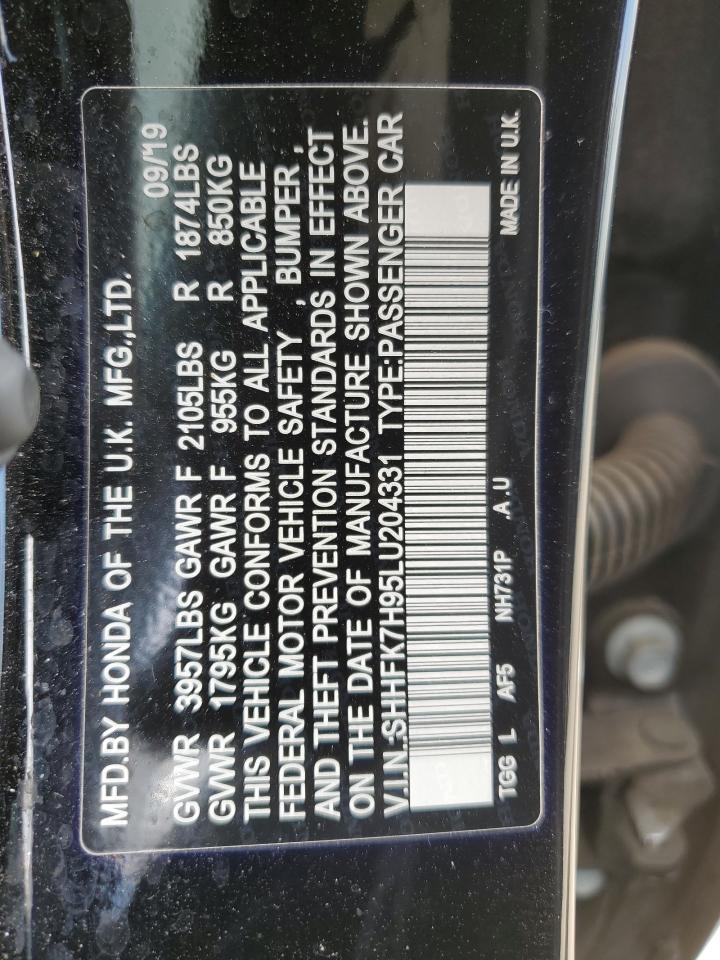 MFD.BY HONDA OF THE U.K. MFG.,LTD. 09/19
GVWR 3957LBS GAWR F 2105LBS R 1874LBS
GVWR 1795KG GAWR F 955KG R 850KG
THIS VEHICLE CONFORMS TO ALL APPLICABLE
FEDERAL MOTOR VEHICLE SAFETY , BUMPER ,
AND THEFT PREVENTION STANDARDS IN EFFECT
ON THE DATE OF MANUFACTURE SHOWN ABOVE.
V.I.N.:SHHFK7H95LU204331 TYPE:PASSENGER CAR
TGG L AF5 NH731P .A.U MADE IN U.K.